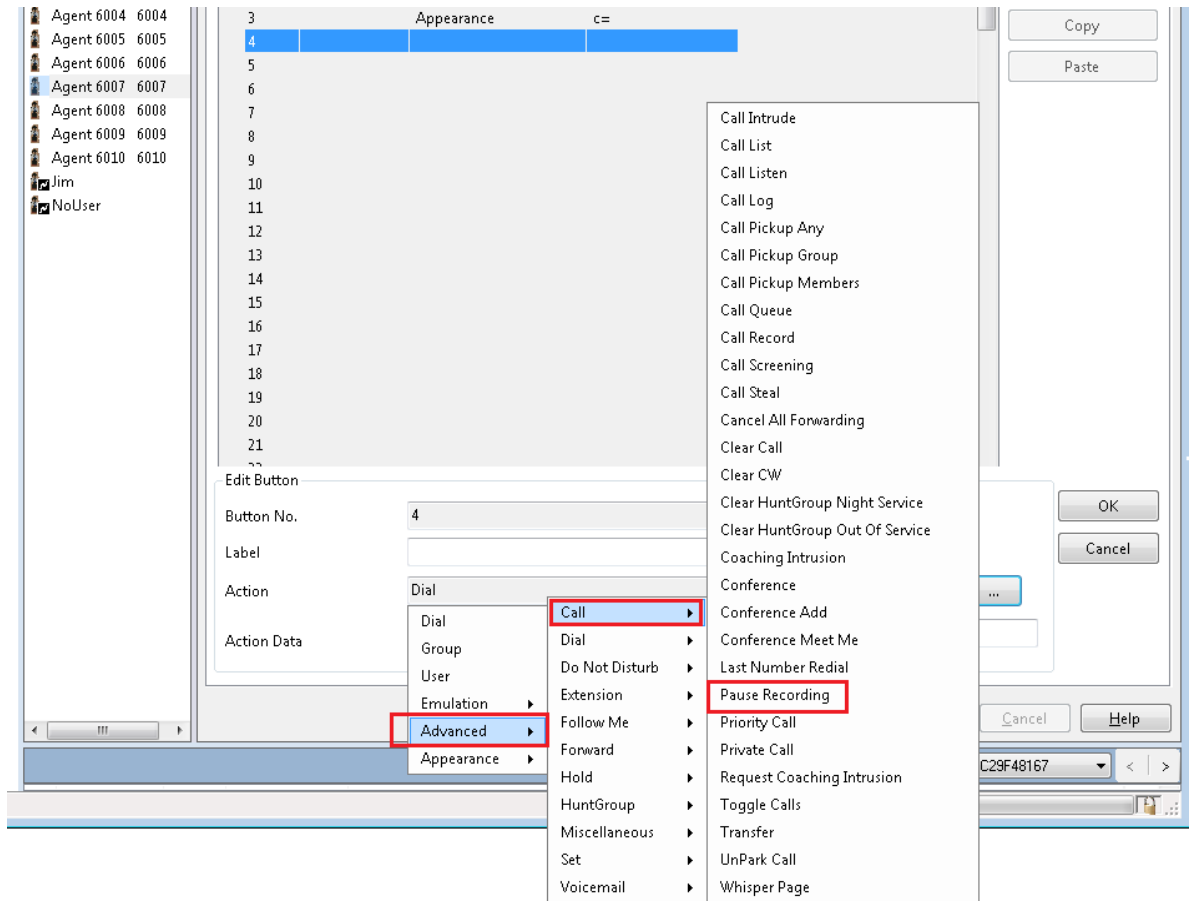 Agent 6004 6004
Agent 6005 6005
Agent 6006 6006
Agent 6007 6007
Agent 6008 6008
Agent 6009 6009
Agent 6010 6010
Jim
NoUser
3 Appearance c=
4
5
6
7
8
9
10
11
12
13
14
15
16
17
18
19
20
21
Copy
Paste
Edit Button
Button No. 4
Label
Action Dial ...
Action Data
OK
Cancel
Dial
Group
User
Emulation
Advanced
Appearance
Call
Dial
Do Not Disturb
Extension
Follow Me
Forward
Hold
HuntGroup
Miscellaneous
Set
Voicemail
Call Intrude
Call List
Call Listen
Call Log
Call Pickup Any
Call Pickup Group
Call Pickup Members
Call Queue
Call Record
Call Screening
Call Steal
Cancel All Forwarding
Clear Call
Clear CW
Clear HuntGroup Night Service
Clear HuntGroup Out Of Service
Coaching Intrusion
Conference
Conference Add
Conference Meet Me
Last Number Redial
Pause Recording
Priority Call
Private Call
Request Coaching Intrusion
Toggle Calls
Transfer
UnPark Call
Whisper Page
Cancel
Help
C29F48167
< >